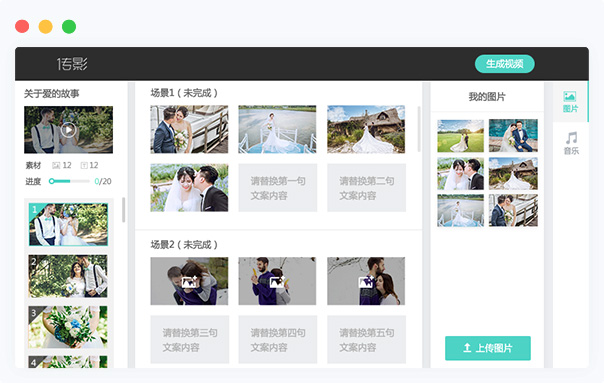 传影
生成视频
关于爱的故事
素材 12 12
进度 0/20
1
2
3
4
场景1（未完成）
请替换第一句
文案内容
请替换第二句
文案内容
场景2（未完成）
请替换第三句
文案内容
请替换第四句
文案内容
请替换第五句
文案内容
我的图片
上传图片
图片
音乐